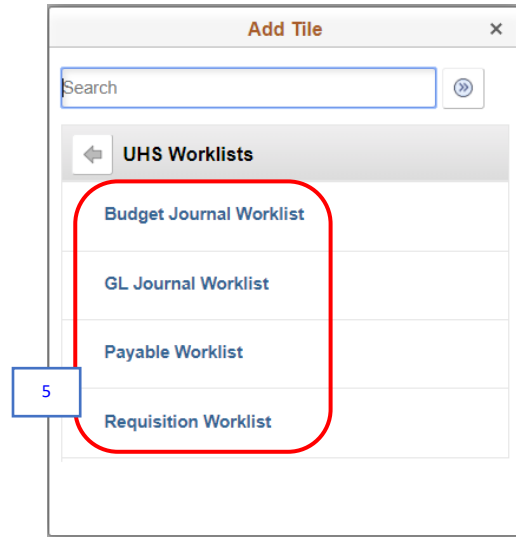 Add Tile ×
Search
UHS Worklists
Budget Journal Worklist
GL Journal Worklist
Payable Worklist
5
Requisition Worklist